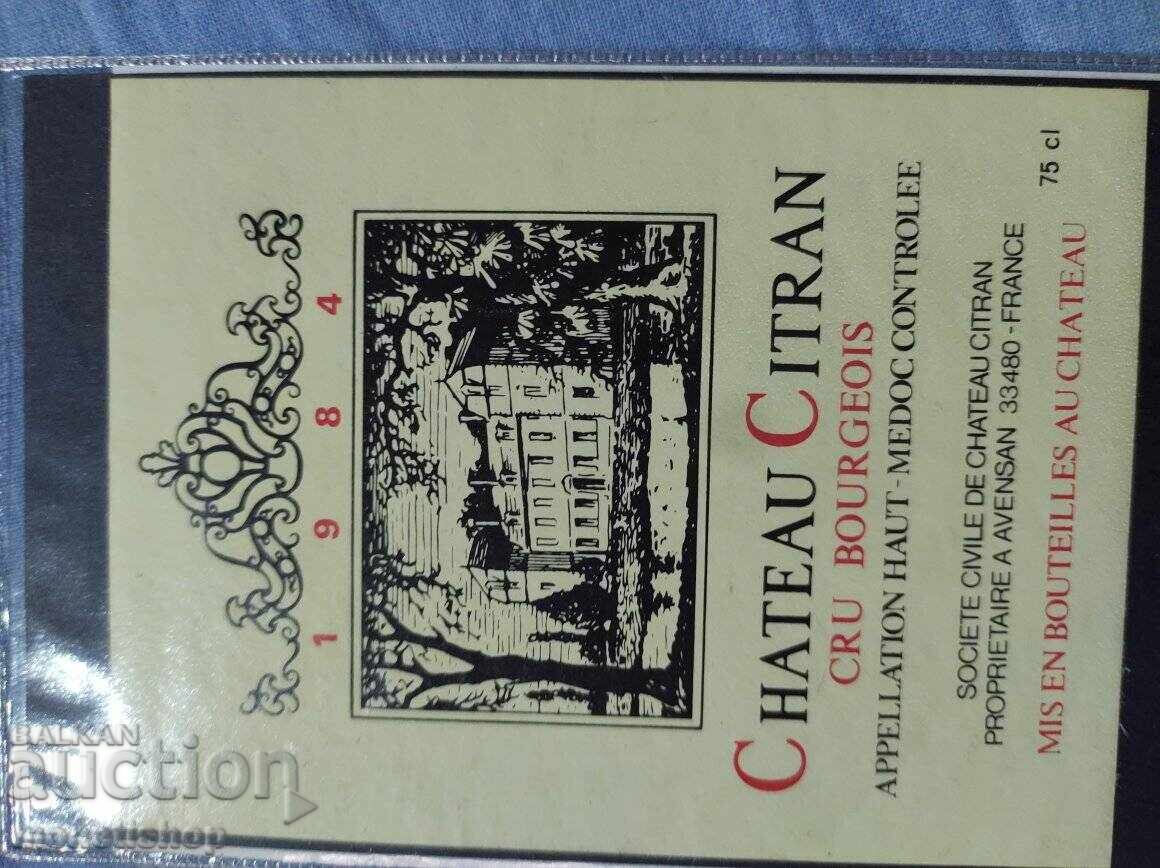 1 9 8 4
CHATEAU CITRAN
CRU BOURGEOIS
APPELLATION HAUT-MEDOC CONTROLEE
SOCIETE CIVILE DE CHATEAU CITRAN
PROPRIETAIRE A AVENSAN 33480 - FRANCE
MIS EN BOUTEILLES AU CHATEAU
75 cl
BALKAN
auction